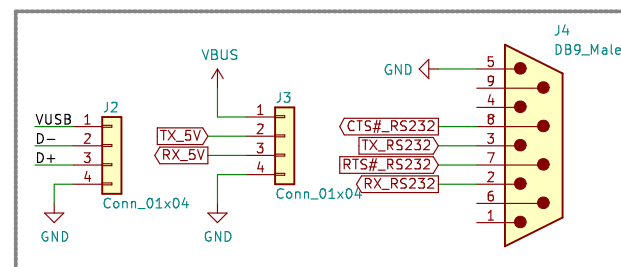 J4
DB9_Male
VBUS
GND
5
9
4
8
3
7
2
6
1
CTS#_RS232
TX_RS232
RTS#_RS232
RX_RS232
J2
VUSB 1
D- 2
D+ 3
4
Conn_01x04
GND
J3
1
TX_5V 2
RX_5V 3
4
Conn_01x04
GND